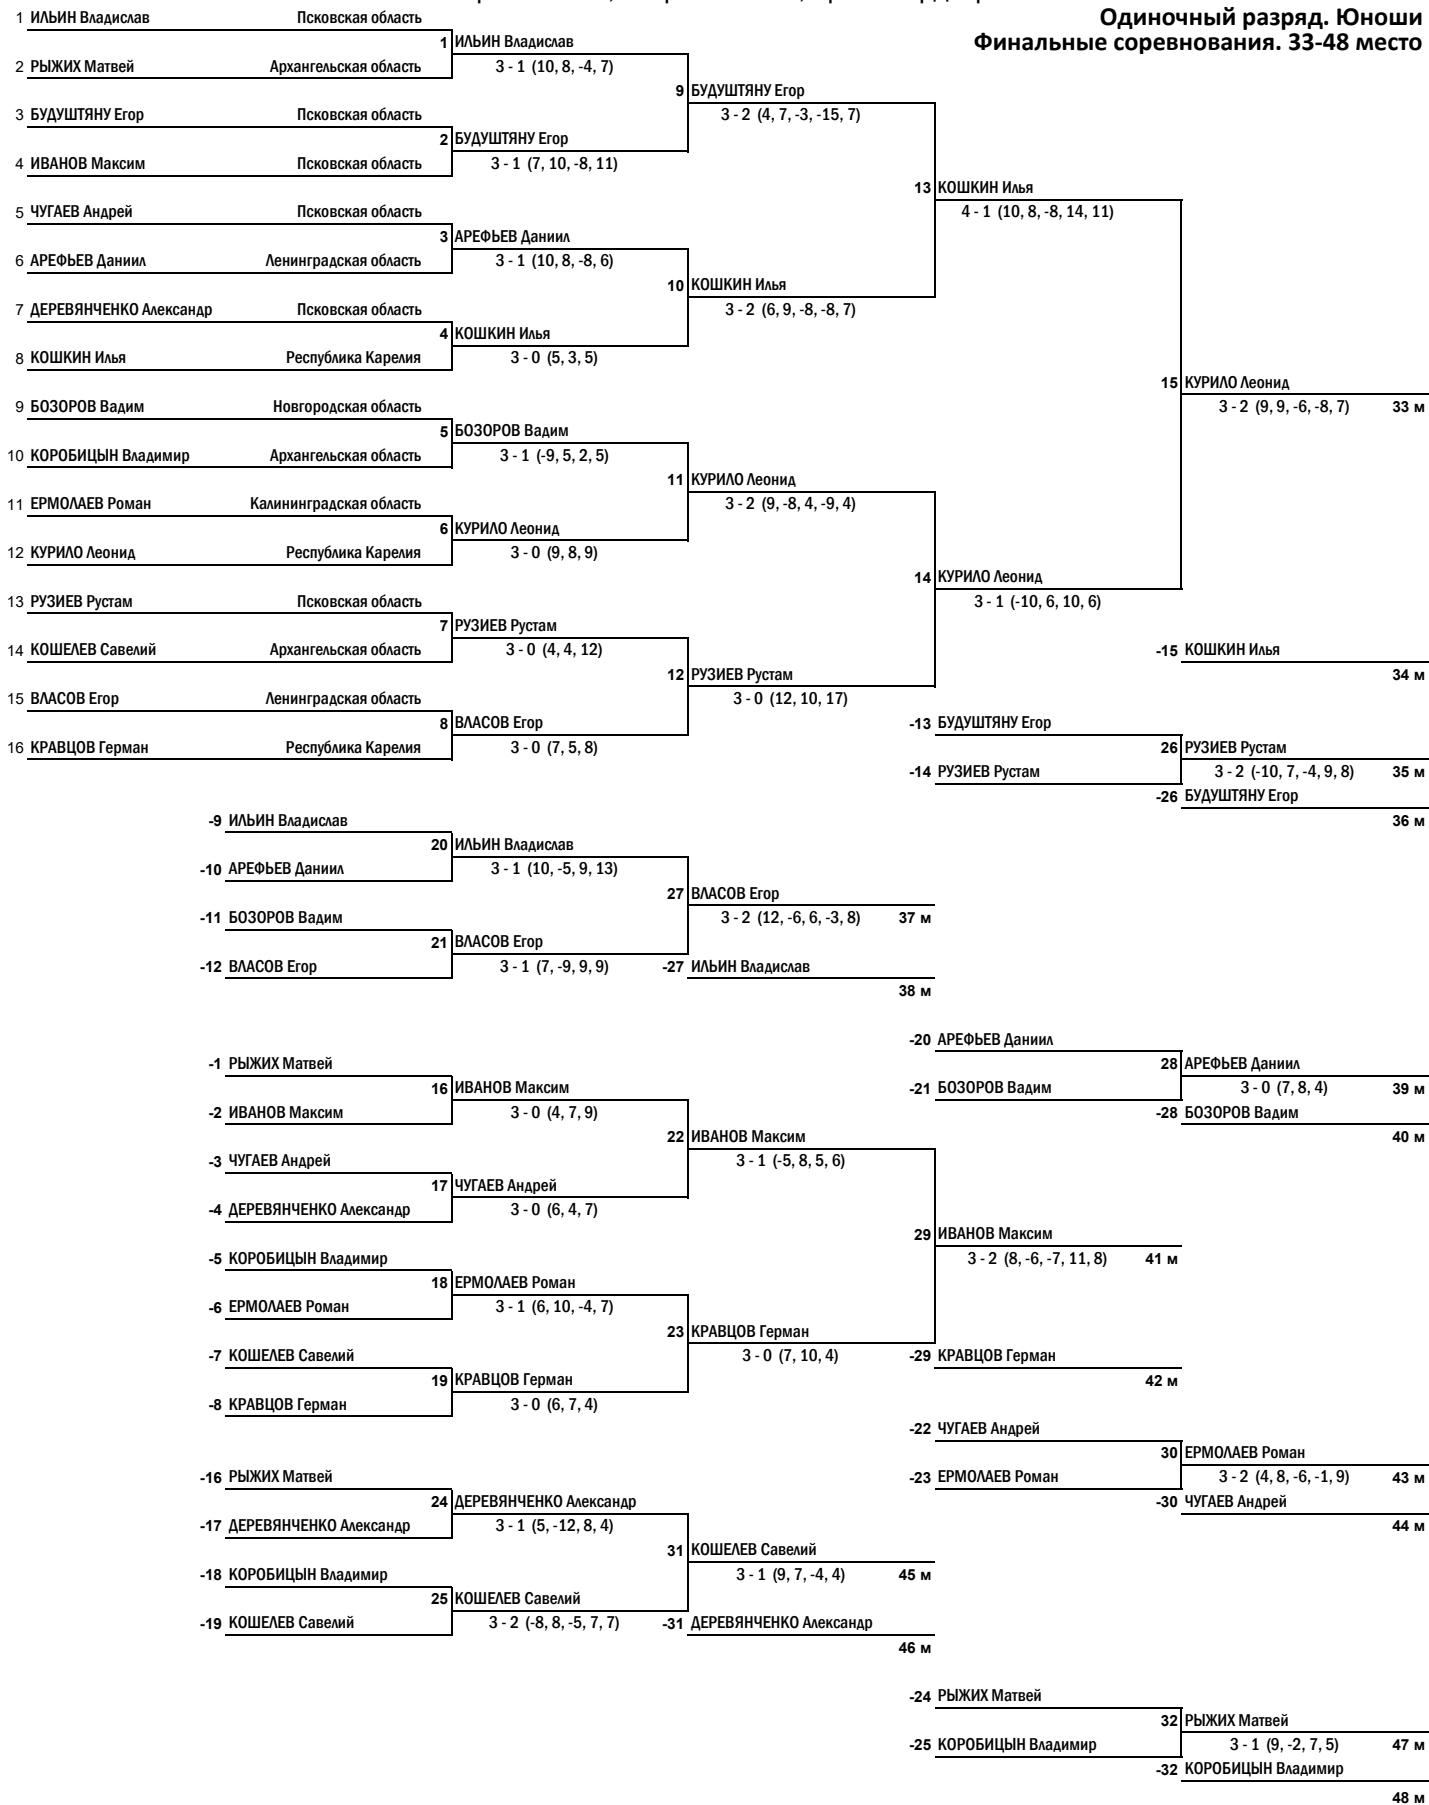 Одиночный разряд. Юноши
Финальные соревнования. 33-48 место
1 ИЛЬИН Владислав Псковская область
1 ИЛЬИН Владислав
2 РЫЖИХ Матвей Архангельская область 3 - 1 (10, 8, -4, 7)
9 БУДУШТЯНУ Егор
3 БУДУШТЯНУ Егор Псковская область 3 - 2 (4, 7, -3, -15, 7)
2 БУДУШТЯНУ Егор
4 ИВАНОВ Максим Псковская область 3 - 1 (7, 10, -8, 11)
13 КОШКИН Илья
5 ЧУГАЕВ Андрей Псковская область 4 - 1 (10, 8, -8, 14, 11)
3 АРЕФЬЕВ Даниил
6 АРЕФЬЕВ Даниил Ленинградская область 3 - 1 (10, 8, -8, 6)
10 КОШКИН Илья
7 ДЕРЕВЯНЧЕНКО Александр Псковская область 3 - 2 (6, 9, -8, -8, 7)
4 КОШКИН Илья
8 КОШКИН Илья Республика Карелия 3 - 0 (5, 3, 5)
15 КУРИЛО Леонид
9 БОЗОРОВ Вадим Новгородская область 3 - 2 (9, 9, -6, -8, 7) 33 м
5 БОЗОРОВ Вадим
10 КОРОБИЦЫН Владимир Архангельская область 3 - 1 (-9, 5, 2, 5)
11 КУРИЛО Леонид
11 ЕРМОЛАЕВ Роман Калининградская область 3 - 2 (9, -8, 4, -9, 4)
6 КУРИЛО Леонид
12 КУРИЛО Леонид Республика Карелия 3 - 0 (9, 8, 9)
14 КУРИЛО Леонид
13 РУЗИЕВ Рустам Псковская область 3 - 1 (-10, 6, 10, 6)
7 РУЗИЕВ Рустам
14 КОШЕЛЕВ Савелий Архангельская область 3 - 0 (4, 4, 12) -15 КОШКИН Илья
12 РУЗИЕВ Рустам 34 м
15 ВЛАСОВ Егор Ленинградская область 3 - 0 (12, 10, 17)
8 ВЛАСОВ Егор -13 БУДУШТЯНУ Егор
16 КРАВЦОВ Герман Республика Карелия 3 - 0 (7, 5, 8) 26 РУЗИЕВ Рустам
-14 РУЗИЕВ Рустам 3 - 2 (-10, 7, -4, 9, 8) 35 м
-26 БУДУШТЯНУ Егор
-9 ИЛЬИН Владислав 36 м
20 ИЛЬИН Владислав
-10 АРЕФЬЕВ Даниил 3 - 1 (10, -5, 9, 13)
27 ВЛАСОВ Егор
-11 БОЗОРОВ Вадим 3 - 2 (12, -6, 6, -3, 8) 37 м
21 ВЛАСОВ Егор
-12 ВЛАСОВ Егор 3 - 1 (7, -9, 9, 9) -27 ИЛЬИН Владислав
38 м
-20 АРЕФЬЕВ Даниил
-1 РЫЖИХ Матвей 28 АРЕФЬЕВ Даниил
16 ИВАНОВ Максим -21 БОЗОРОВ Вадим 3 - 0 (7, 8, 4) 39 м
-2 ИВАНОВ Максим 3 - 0 (4, 7, 9) -28 БОЗОРОВ Вадим
22 ИВАНОВ Максим 40 м
-3 ЧУГАЕВ Андрей 3 - 1 (-5, 8, 5, 6)
17 ЧУГАЕВ Андрей
-4 ДЕРЕВЯНЧЕНКО Александр 3 - 0 (6, 4, 7)
29 ИВАНОВ Максим
-5 КОРОБИЦЫН Владимир 3 - 2 (8, -6, -7, 11, 8) 41 м
18 ЕРМОЛАЕВ Роман
-6 ЕРМОЛАЕВ Роман 3 - 1 (6, 10, -4, 7)
23 КРАВЦОВ Герман
-7 КОШЕЛЕВ Савелий 3 - 0 (7, 10, 4) -29 КРАВЦОВ Герман
19 КРАВЦОВ Герман 42 м
-8 КРАВЦОВ Герман 3 - 0 (6, 7, 4)
-22 ЧУГАЕВ Андрей
30 ЕРМОЛАЕВ Роман
-16 РЫЖИХ Матвей -23 ЕРМОЛАЕВ Роман 3 - 2 (4, 8, -6, -1, 9) 43 м
24 ДЕРЕВЯНЧЕНКО Александр -30 ЧУГАЕВ Андрей
-17 ДЕРЕВЯНЧЕНКО Александр 3 - 1 (5, -12, 8, 4) 44 м
31 КОШЕЛЕВ Савелий
-18 КОРОБИЦЫН Владимир 3 - 1 (9, 7, -4, 4) 45 м
25 КОШЕЛЕВ Савелий
-19 КОШЕЛЕВ Савелий 3 - 2 (-8, 8, -5, 7, 7) -31 ДЕРЕВЯНЧЕНКО Александр
46 м
-24 РЫЖИХ Матвей
32 РЫЖИХ Матвей
-25 КОРОБИЦЫН Владимир 3 - 1 (9, -2, 7, 5) 47 м
-32 КОРОБИЦЫН Владимир
48 м